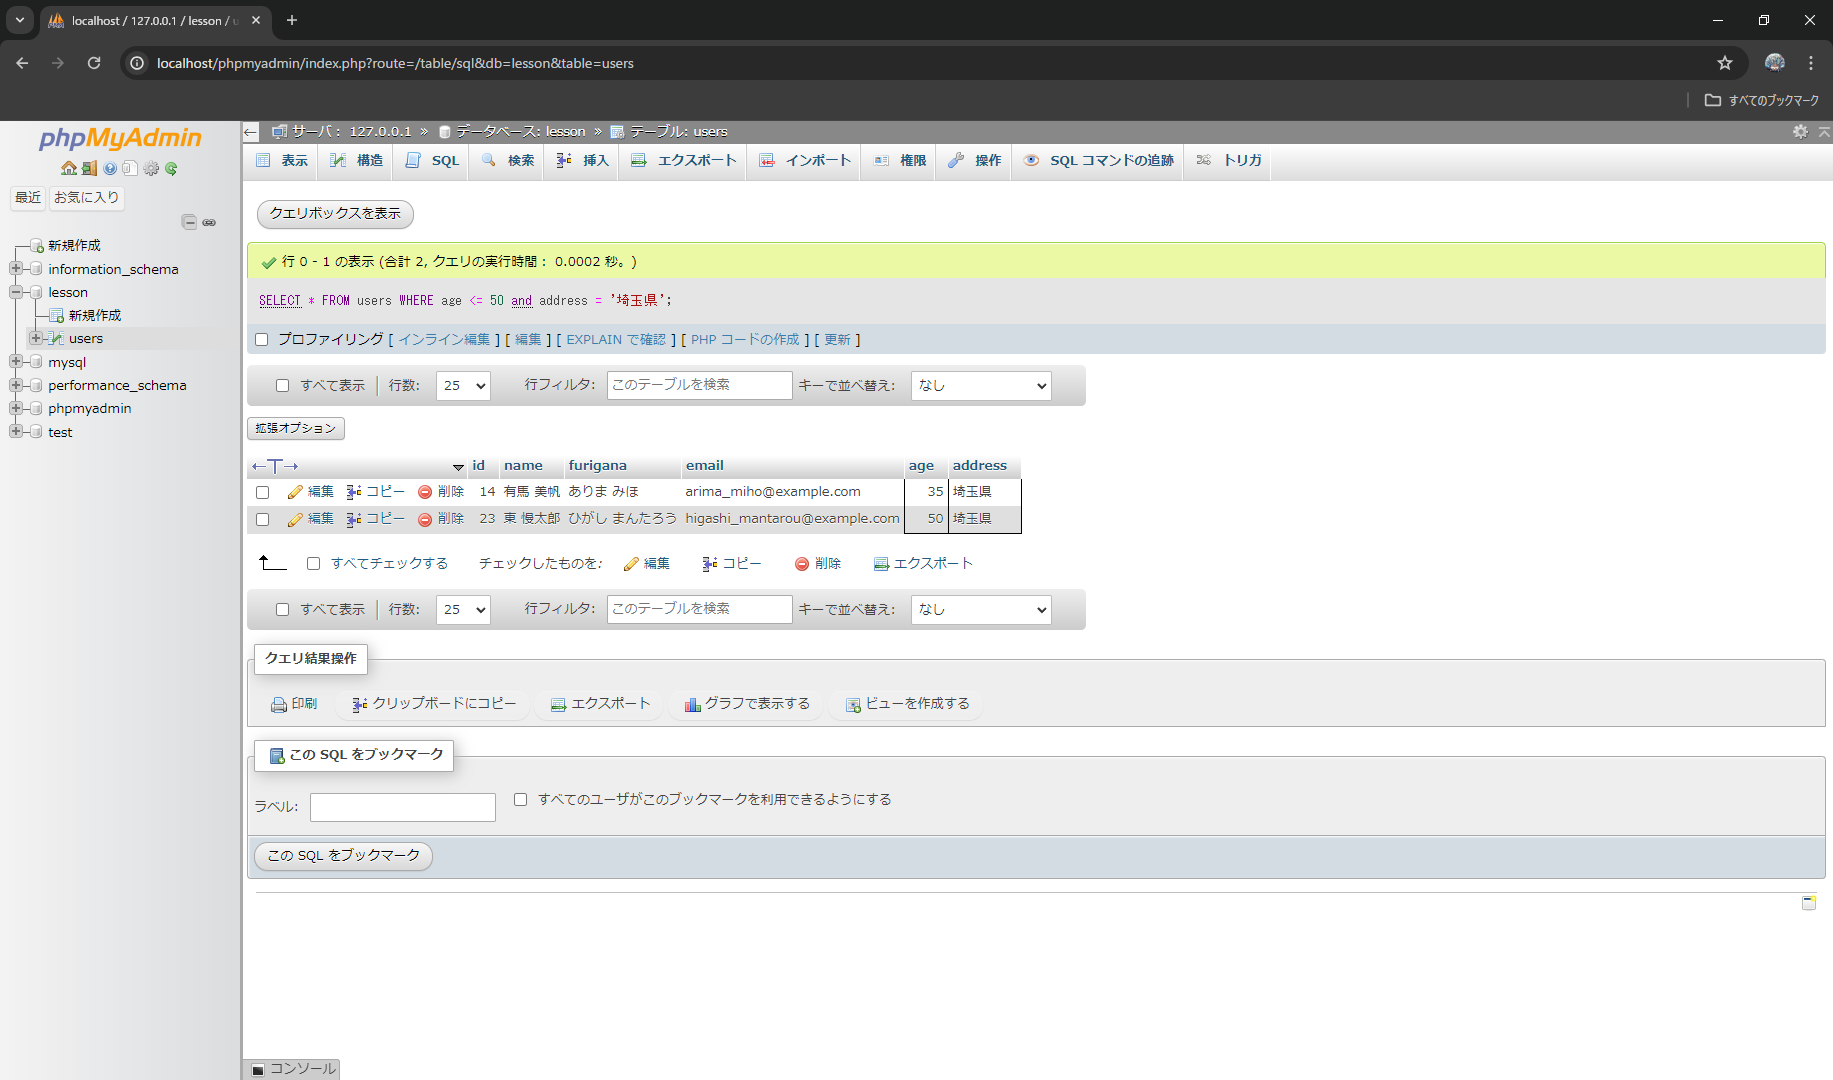 localhost / 127.0.0.1 / lesson / u
localhost/phpmyadmin/index.php?route=/table/sql&db=lesson&table=users
すべてのブックマーク
phpMyAdmin
最近 お気に入り
新規作成
information_schema
lesson
新規作成
users
mysql
performance_schema
phpmyadmin
test
サーバ: 127.0.0.1 » データベース: lesson » テーブル: users
表示 構造 SQL 検索 挿入 エクスポート インポート 権限 操作 SQL コマンドの追跡 トリガ
クエリボックスを表示
行 0 - 1 の表示 (合計 2, クエリの実行時間: 0.0002 秒。)
SELECT * FROM users WHERE age <= 50 and address = '埼玉県';
プロファイリング [ インライン編集 ] [ 編集 ] [ EXPLAIN で確認 ] [ PHP コードの作成 ] [ 更新 ]
すべて表示 行数: 25 行フィルタ: このテーブルを検索 キーで並べ替え: なし
拡張オプション
←T→ id name furigana email age address
編集 コピー 削除 14 有馬 美帆 ありま みほ arima_miho@example.com 35 埼玉県
編集 コピー 削除 23 東 慢太郎 ひがし まんたろう higashi_mantarou@example.com 50 埼玉県
すべてチェックする チェックしたものを: 編集 コピー 削除 エクスポート
すべて表示 行数: 25 行フィルタ: このテーブルを検索 キーで並べ替え: なし
クエリ結果操作
印刷 クリップボードにコピー エクスポート グラフで表示する ビューを作成する
この SQL をブックマーク
ラベル: すべてのユーザがこのブックマークを利用できるようにする
この SQL をブックマーク
コンソール